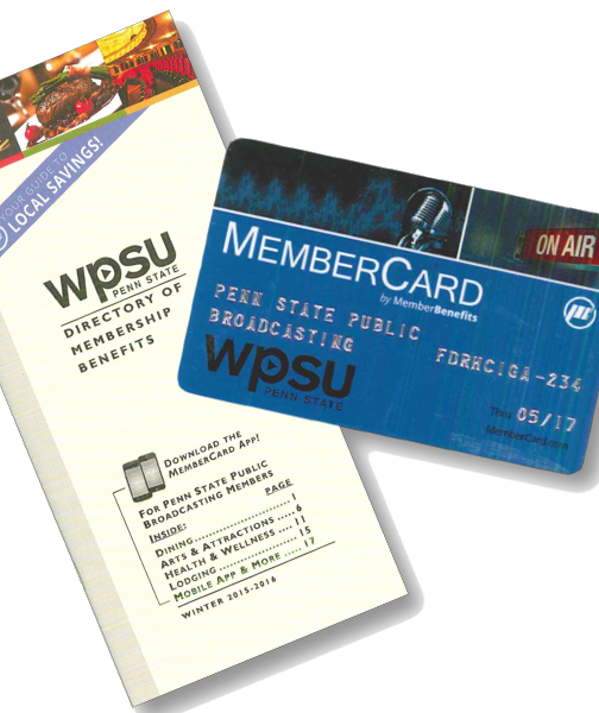 YOUR GUIDE TO
LOCAL SAVINGS!
wpsu
PENN STATE
DIRECTORY OF
MEMBERSHIP
BENEFITS
DOWNLOAD THE
MEMBERCARD APP!
FOR PENN STATE PUBLIC
BROADCASTING MEMBERS
INSIDE: PAGE
DINING....................1
ARTS & ATTRACTIONS .....6
HEALTH & WELLNESS .... 11
LODGING...................15
MOBILE APP & MORE ..... 17
WINTER 2015-2016
ON AIR
MEMBERCARD
by MemberBenefits
PENN STATE PUBLIC
BROADCASTING FDRMCIGA-234
wpsu
PENN STATE
Thru 05/17
MemberCard.com